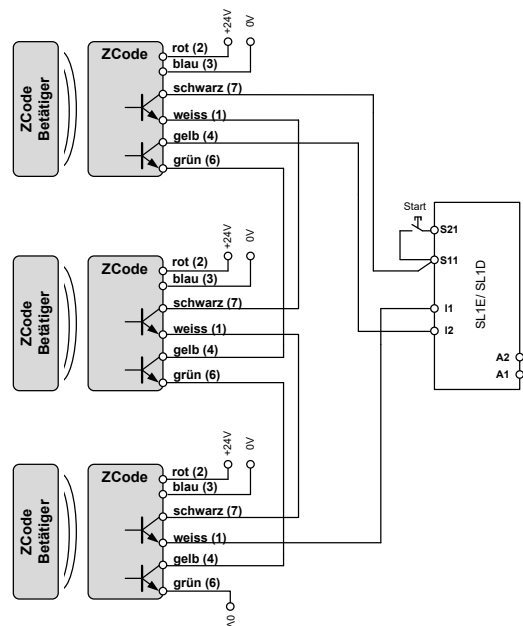 ZCode
Betätiger
ZCode
rot (2)
blau (3)
schwarz (7)
weiss (1)
gelb (4)
grün (6)
+24V
0V
ZCode
Betätiger
ZCode
rot (2)
blau (3)
schwarz (7)
weiss (1)
gelb (4)
grün (6)
+24V
0V
ZCode
Betätiger
ZCode
rot (2)
blau (3)
schwarz (7)
weiss (1)
gelb (4)
grün (6)
+24V
0V
0V
Start
S21
S11
SL1E/ SL1D
I1
I2
A2
A1